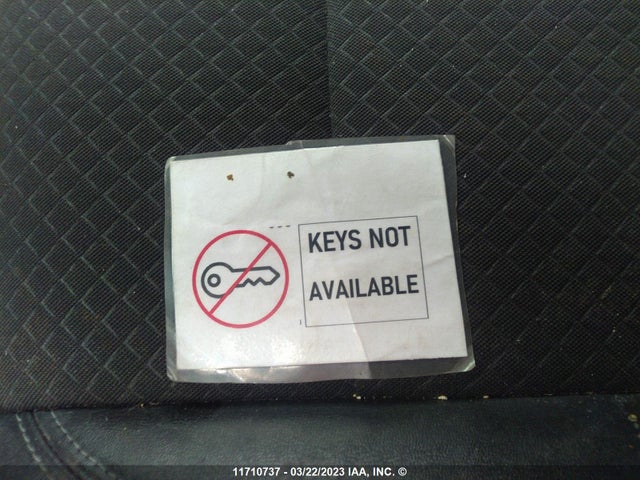 KEYS NOT
AVAILABLE
11710737 - 03/22/2023 IAA, INC. ©